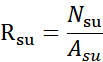 R_su = N_su / A_su